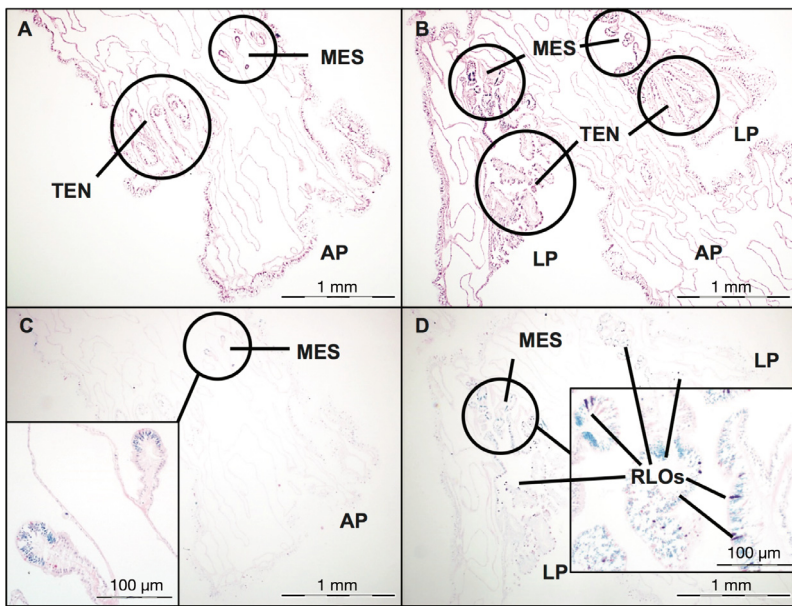 A
MES
TEN
AP
1 mm
B
MES
TEN
LP
LP
AP
1 mm
C
MES
AP
100 µm
1 mm
D
MES
LP
RLOs
LP
100 µm
1 mm